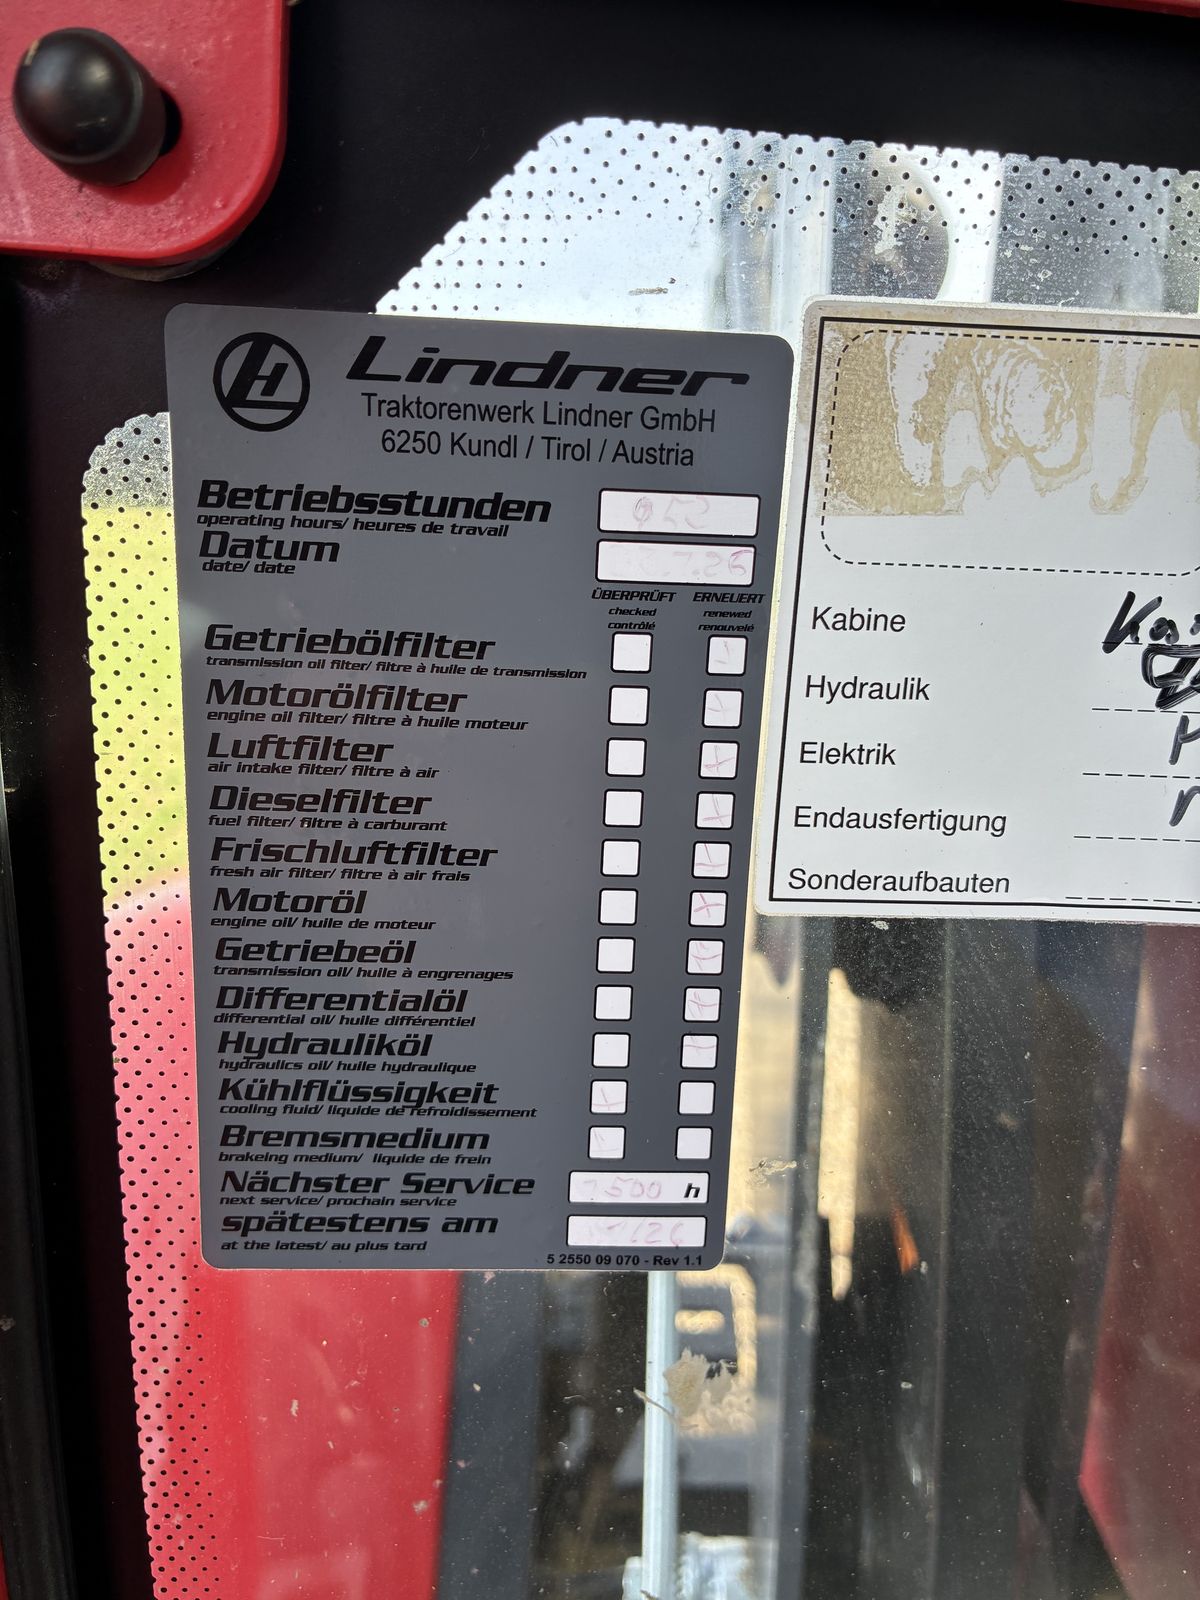 Lindner
Traktorenwerk Lindner GmbH
6250 Kundl / Tirol / Austria
Betriebsstunden
operating hours/ heures de travail
952
Datum
date/ date
ÜBERPRÜFT ERNEUERT
checked renewed
contrôlé renouvelé
Getriebölfilter
transmission oil filter/ filtre à huile de transmission
Motorölfilter
engine oil filter/ filtre à huile moteur
Luftfilter
air intake filter/ filtre à air
Dieselfilter
fuel filter/ filtre à carburant
Frischluftfilter
fresh air filter/ filtre à air frais
Motoröl
engine oil/ huile de moteur
Getriebeöl
transmission oil/ huile à engrenages
Differentialöl
differential oil/ huile différentiel
Hydrauliköl
hydraulics oil/ huile hydraulique
Kühlflüssigkeit
cooling fluid/ liquide de refroidissement
Bremsmedium
brakeing medium/ liquide de frein
Nächster Service h
next service/ prochain service
spätestens am
at the latest/ au plus tard
5 2550 09 070 - Rev 1.1
Kabine
Hydraulik
Elektrik
Endausfertigung
Sonderaufbauten